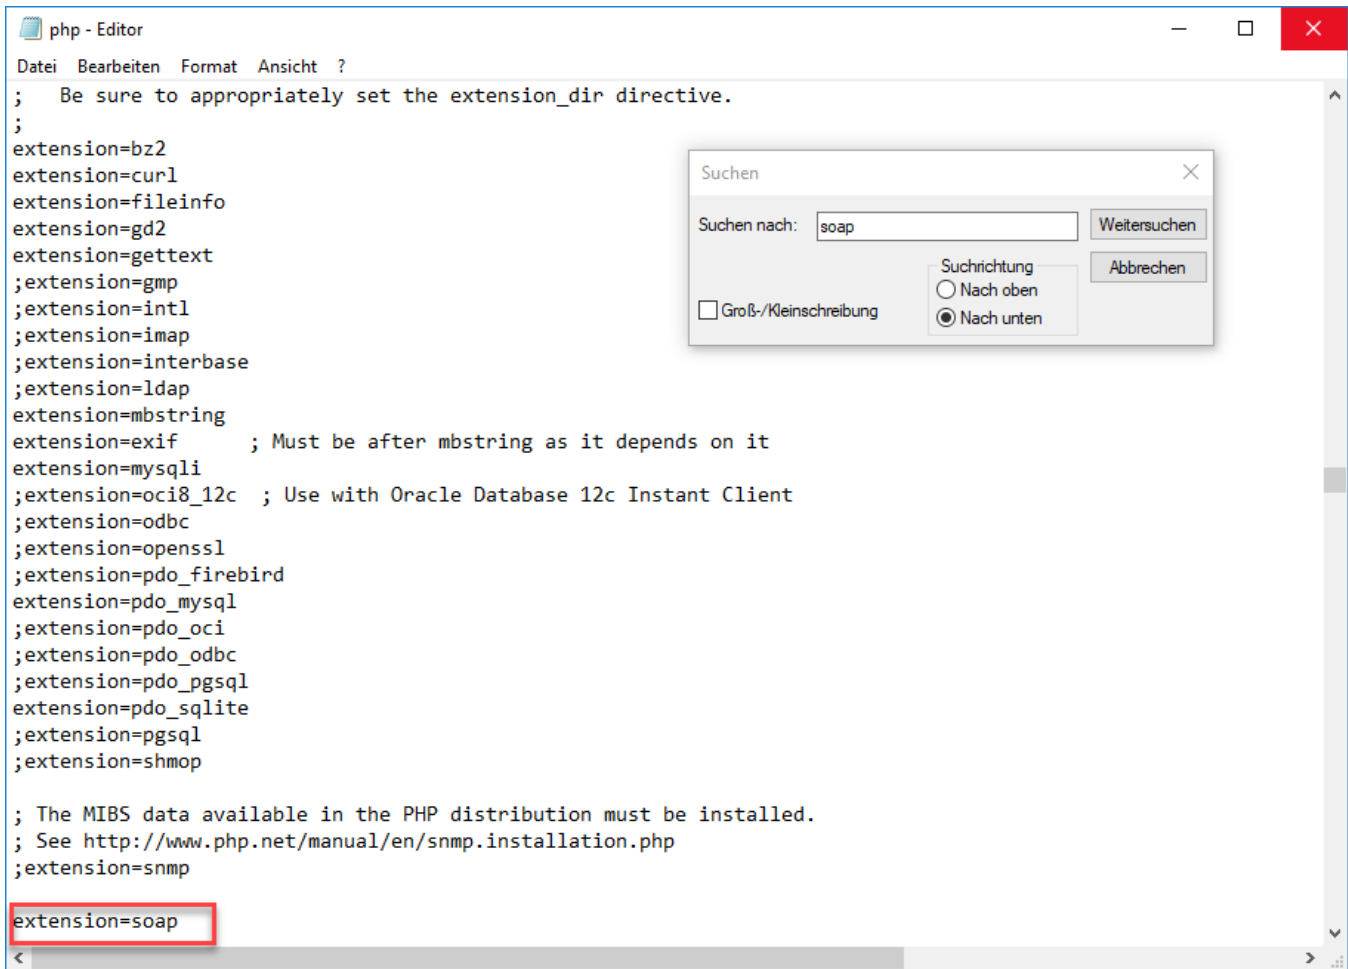 php - Editor
Datei Bearbeiten Format Ansicht ?
;   Be sure to appropriately set the extension_dir directive.
;
extension=bz2
extension=curl
extension=fileinfo
extension=gd2
extension=gettext
;extension=gmp
;extension=intl
;extension=imap
;extension=interbase
;extension=ldap
extension=mbstring
extension=exif      ; Must be after mbstring as it depends on it
extension=mysqli
;extension=oci8_12c  ; Use with Oracle Database 12c Instant Client
;extension=odbc
;extension=openssl
;extension=pdo_firebird
extension=pdo_mysql
;extension=pdo_oci
;extension=pdo_odbc
;extension=pdo_pgsql
extension=pdo_sqlite
;extension=pgsql
;extension=shmop
; The MIBS data available in the PHP distribution must be installed.
; See http://www.php.net/manual/en/snmp.installation.php
;extension=snmp
extension=soap
Suchen
Suchen nach: soap Weitersuchen
Suchrichtung Abbrechen
Nach oben
Groß-/Kleinschreibung Nach unten